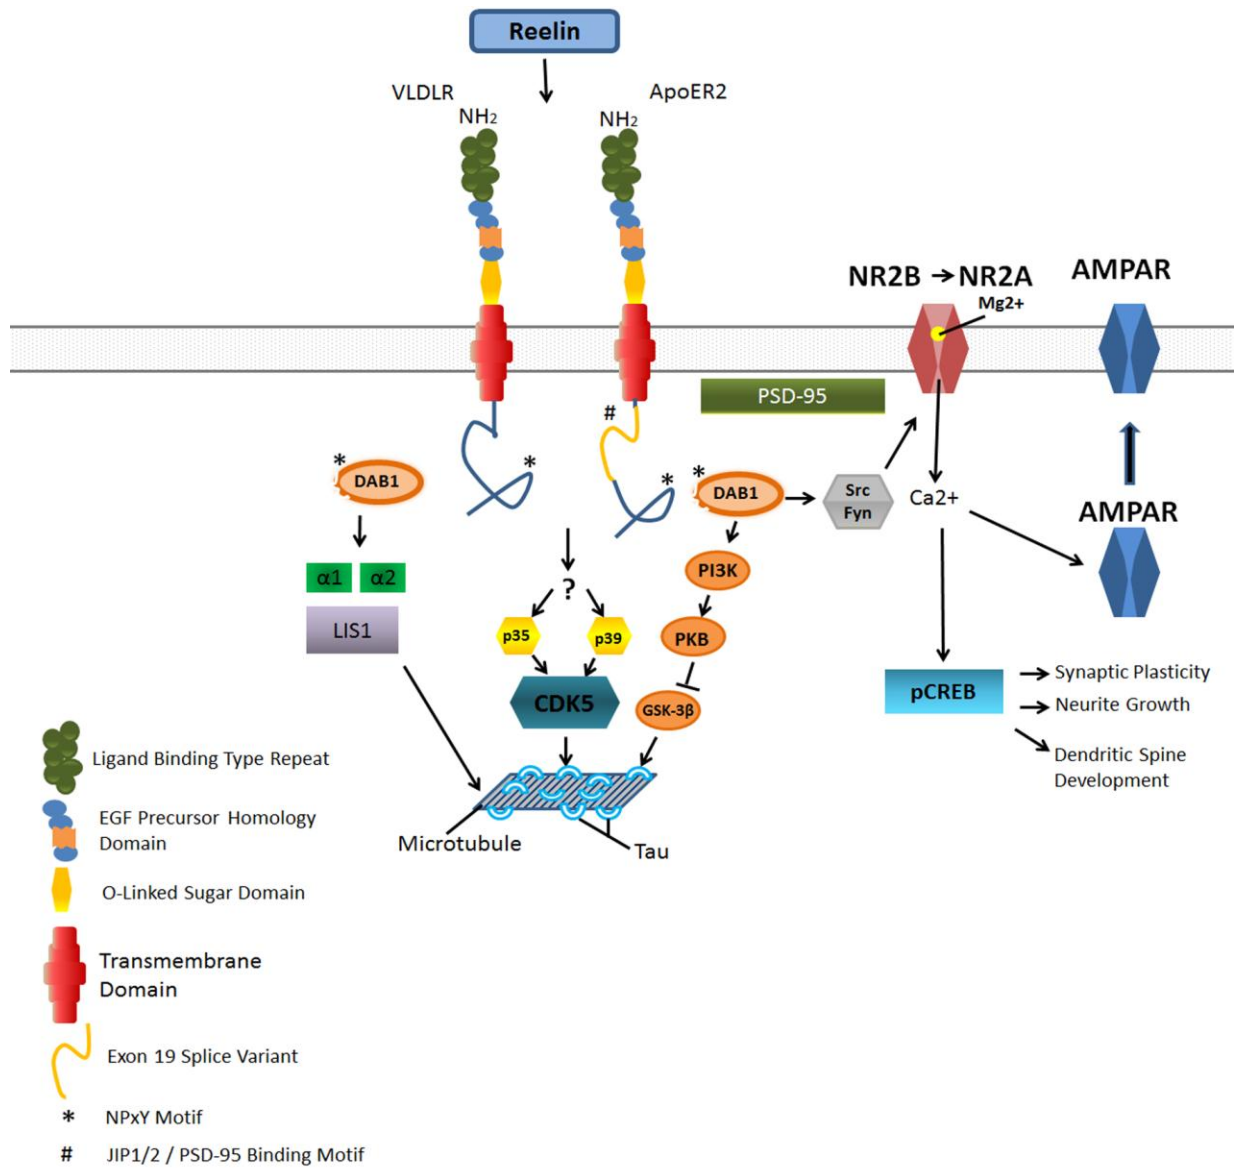 Reelin
VLDLR
ApoER2
NH2
NH2
NR2B → NR2A
AMPAR
Mg2+
PSD-95
#
*
*
*
*
DAB1
DAB1
Src
Fyn
Ca2+
AMPAR
α1
α2
LIS1
?
PI3K
p35
p39
PKB
CDK5
GSK-3β
pCREB
Synaptic Plasticity
Neurite Growth
Dendritic Spine
Development
Microtubule
Tau
Ligand Binding Type Repeat
EGF Precursor Homology
Domain
O-Linked Sugar Domain
Transmembrane
Domain
Exon 19 Splice Variant
* NPxY Motif
# JIP1/2 / PSD-95 Binding Motif